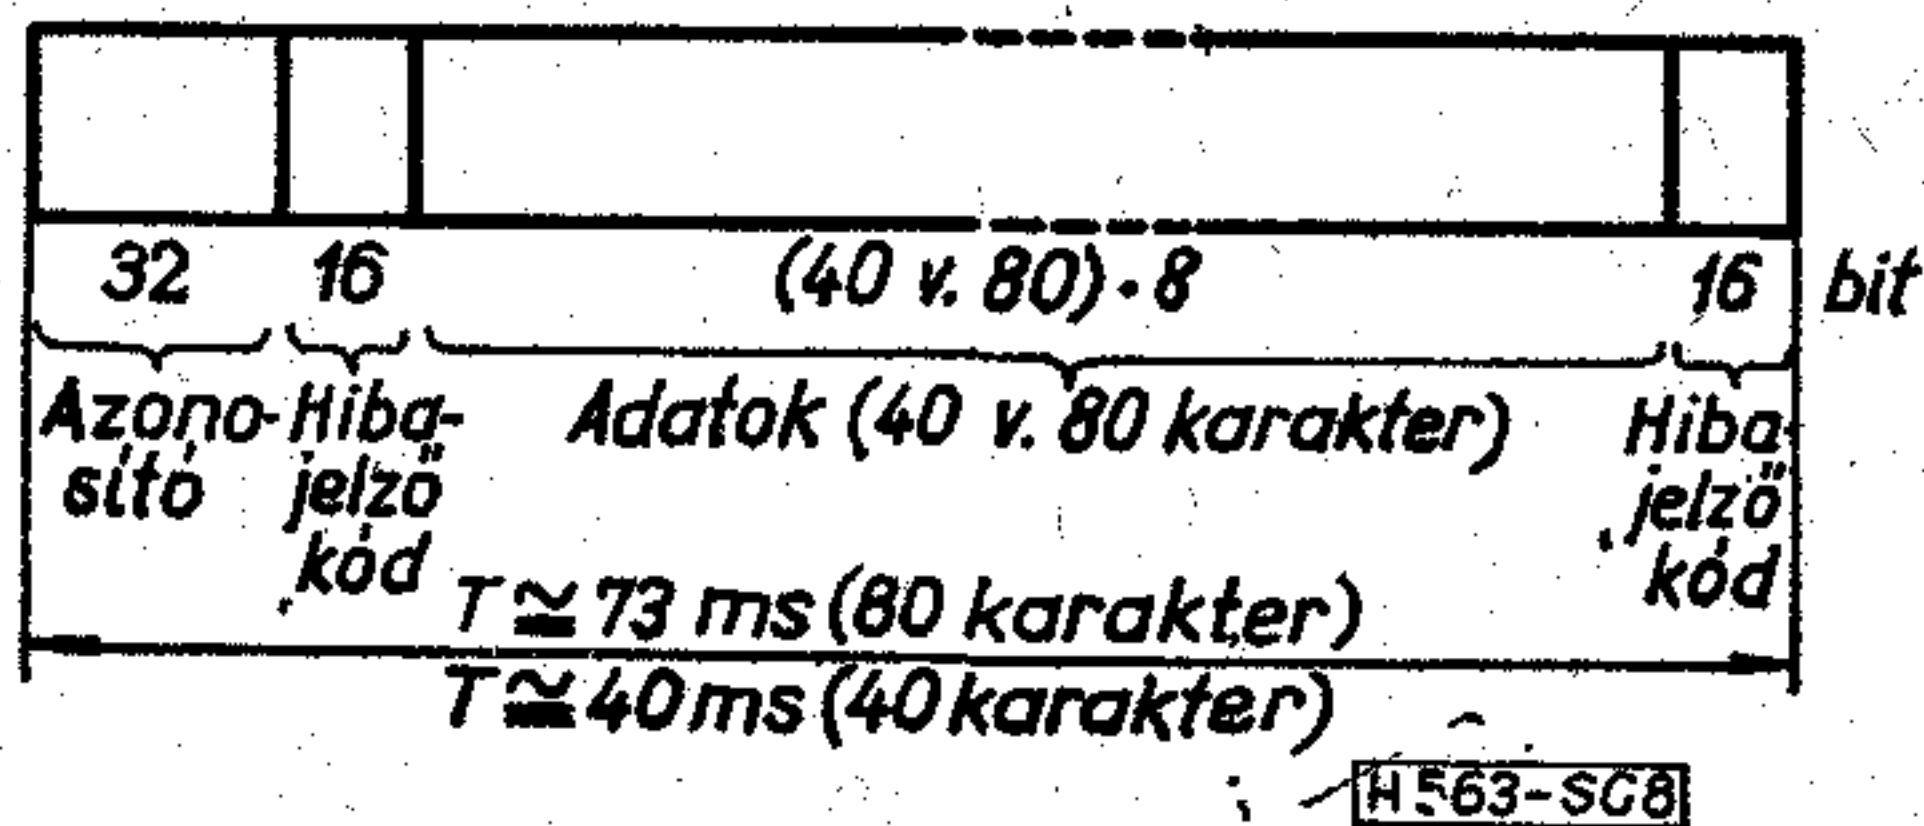 32 16 (40 v. 80) · 8 16 bit
Azono- Hiba- Adatok (40 v. 80 karakter) Hiba-
sító jelző jelző
kód kód
T ≅ 73 ms (80 karakter)
T ≅ 40 ms (40 karakter)
H563-SG8